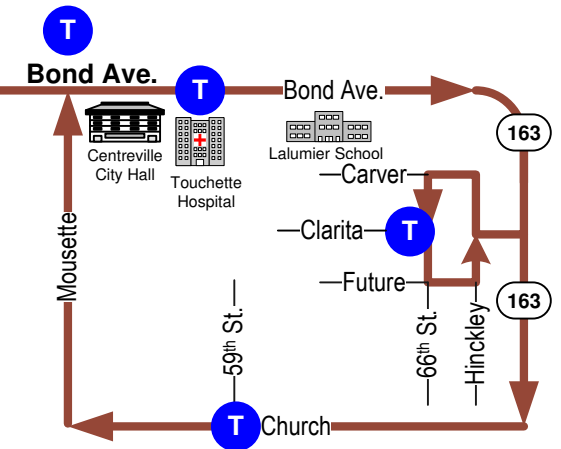 T
Bond Ave.
T
Bond Ave.
163
Centreville
City Hall
Touchette
Hospital
Lalumier School
Carver
Clarita
T
Future
163
Mousette
59th St.
66th St.
Hinckley
T
Church